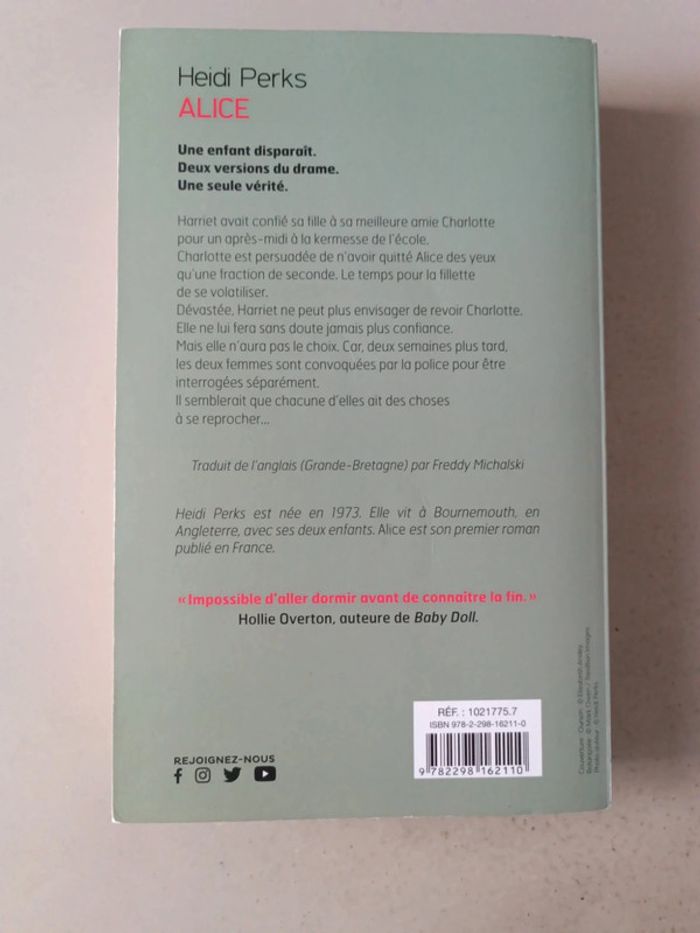 Heidi Perks
ALICE
Une enfant disparaît.
Deux versions du drame.
Une seule vérité.
Harriet avait confié sa fille à sa meilleure amie Charlotte
pour un après-midi à la kermesse de l'école.
Charlotte est persuadée de n'avoir quitté Alice des yeux
qu'une fraction de seconde. Le temps pour la fillette
de se volatiliser.
Dévastée, Harriet ne peut plus envisager de revoir Charlotte.
Elle ne lui fera sans doute jamais plus confiance.
Mais elle n'aura pas le choix. Car, deux semaines plus tard,
les deux femmes sont convoquées par la police pour être
interrogées séparément.
Il semblerait que chacune d'elles ait des choses
à se reprocher...
Traduit de l'anglais (Grande-Bretagne) par Freddy Michalski
Heidi Perks est née en 1973. Elle vit à Bournemouth, en
Angleterre, avec ses deux enfants. Alice est son premier roman
publié en France.
« Impossible d'aller dormir avant de connaître la fin. »
Hollie Overton, auteure de Baby Doll.
RÉF. : 1021775.7
ISBN 978-2-298-16211-0
9 782298 162110
REJOIGNEZ-NOUS
Photo auteur : © Heidi Perks